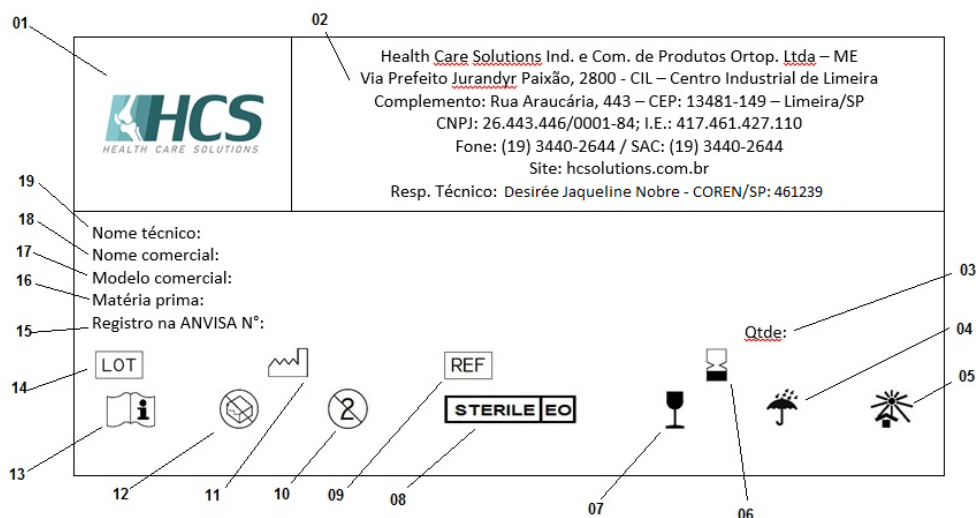 01
02
HCS
HEALTH CARE SOLUTIONS
Health Care Solutions Ind. e Com. de Produtos Ortop. Ltda – ME
Via Prefeito Jurandyr Paixão, 2800 - CIL – Centro Industrial de Limeira
Complemento: Rua Araucária, 443 – CEP: 13481-149 – Limeira/SP
CNPJ: 26.443.446/0001-84; I.E.: 417.461.427.110
Fone: (19) 3440-2644 / SAC: (19) 3440-2644
Site: hcsolutions.com.br
Resp. Técnico: Desirée Jaqueline Nobre - COREN/SP: 461239
19 Nome técnico:
18 Nome comercial:
17 Modelo comercial:
16 Matéria prima:
15 Registro na ANVISA N°:
Qtde: 03
04
14 LOT REF
05
i 2 STERILE EO
13 12 11 10 09 08 07 06